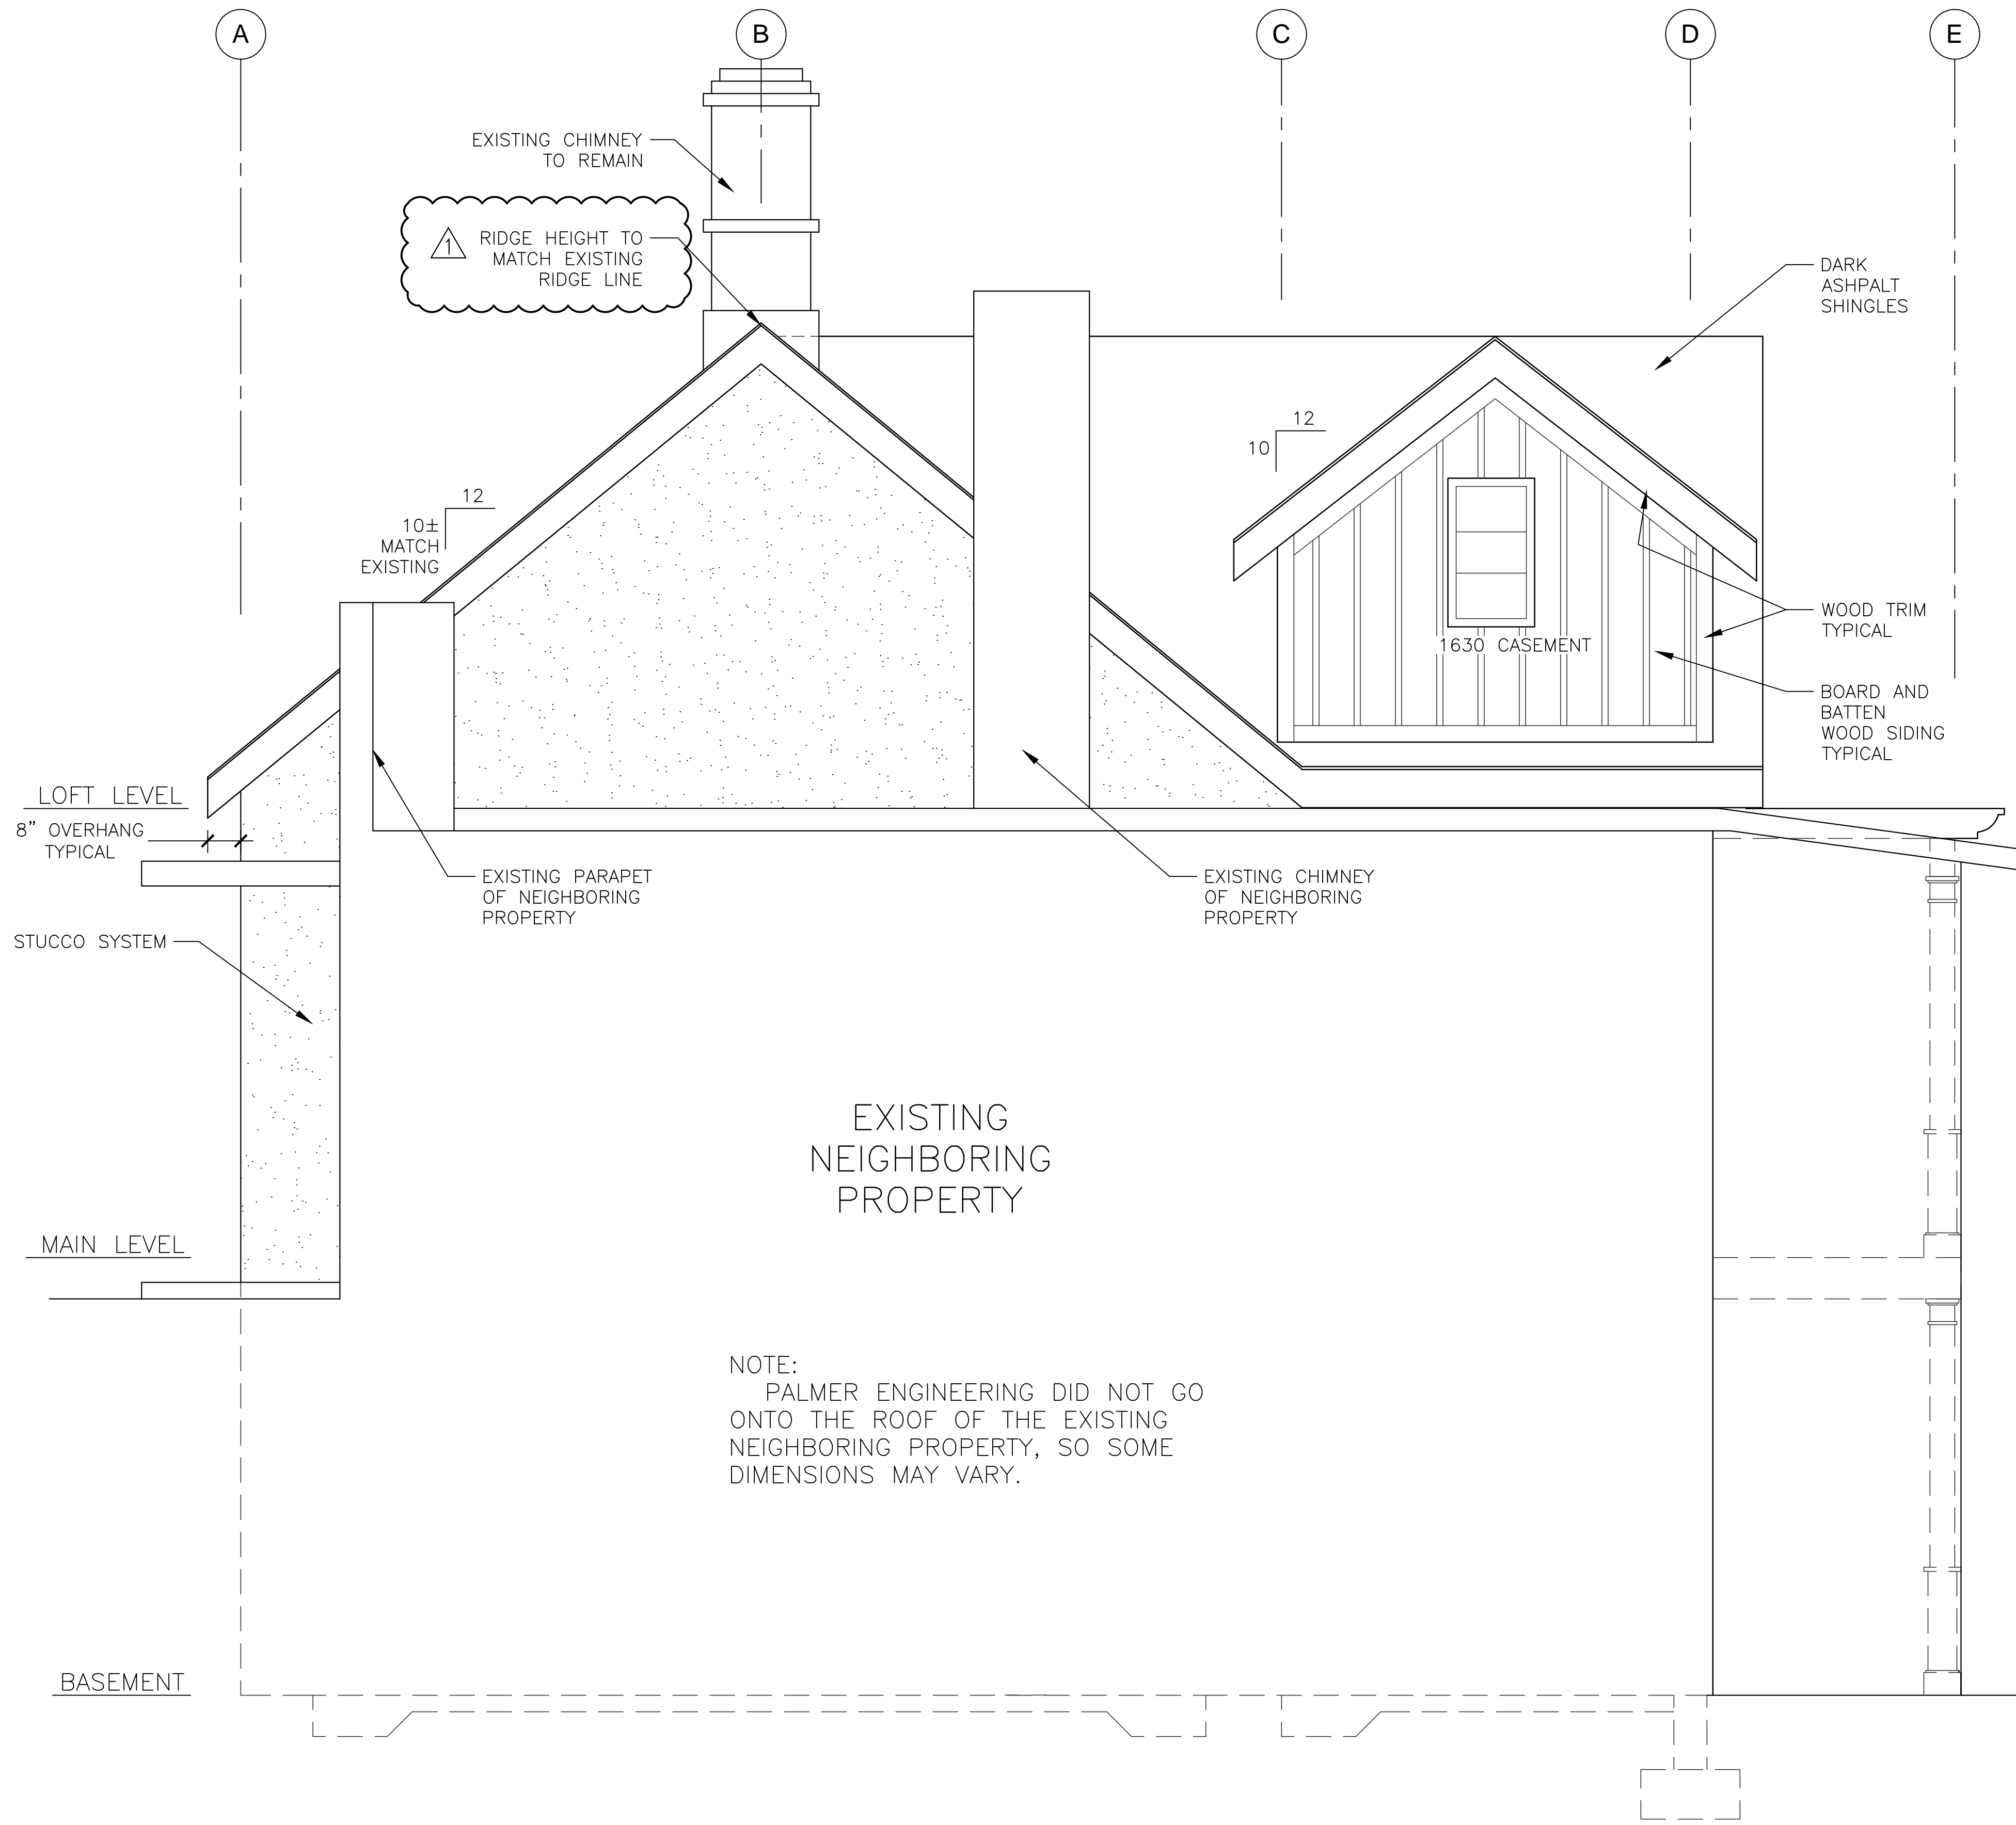 A
B
C
D
E
EXISTING CHIMNEY
TO REMAIN
1
RIDGE HEIGHT TO
MATCH EXISTING
RIDGE LINE
DARK
ASHPALT
SHINGLES
12
10
12
10±
MATCH
EXISTING
WOOD TRIM
TYPICAL
1630 CASEMENT
BOARD AND
BATTEN
WOOD SIDING
TYPICAL
LOFT LEVEL
8" OVERHANG
TYPICAL
EXISTING PARAPET
OF NEIGHBORING
PROPERTY
EXISTING CHIMNEY
OF NEIGHBORING
PROPERTY
STUCCO SYSTEM
EXISTING
NEIGHBORING
PROPERTY
MAIN LEVEL
NOTE:
PALMER ENGINEERING DID NOT GO
ONTO THE ROOF OF THE EXISTING
NEIGHBORING PROPERTY, SO SOME
DIMENSIONS MAY VARY.
BASEMENT